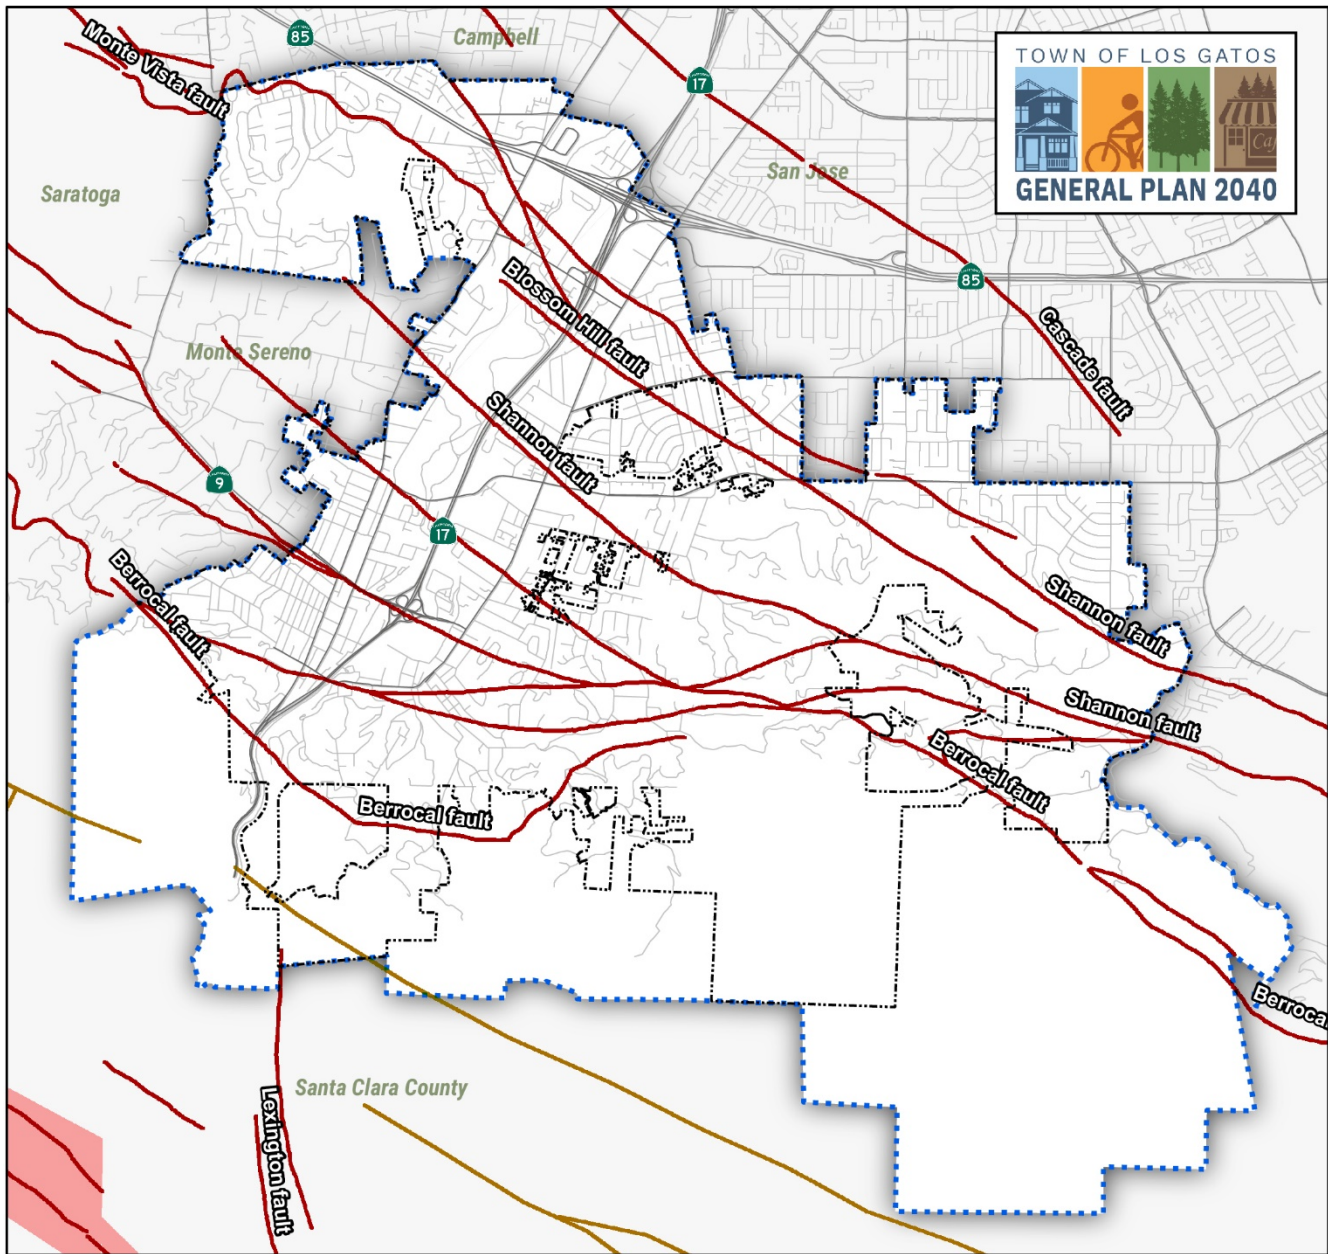 85
Campbell
Monte Vista fault
17
TOWN OF LOS GATOS
Caf
GENERAL PLAN 2040
San Jose
Saratoga
85
Blossom Hill fault
Cascade fault
Monte Sereno
Shannon fault
9
17
Berrocal fault
Shannon fault
Shannon fault
Berrocal fault
Berrocal fault
Berrocal
Santa Clara County
Lexington fault